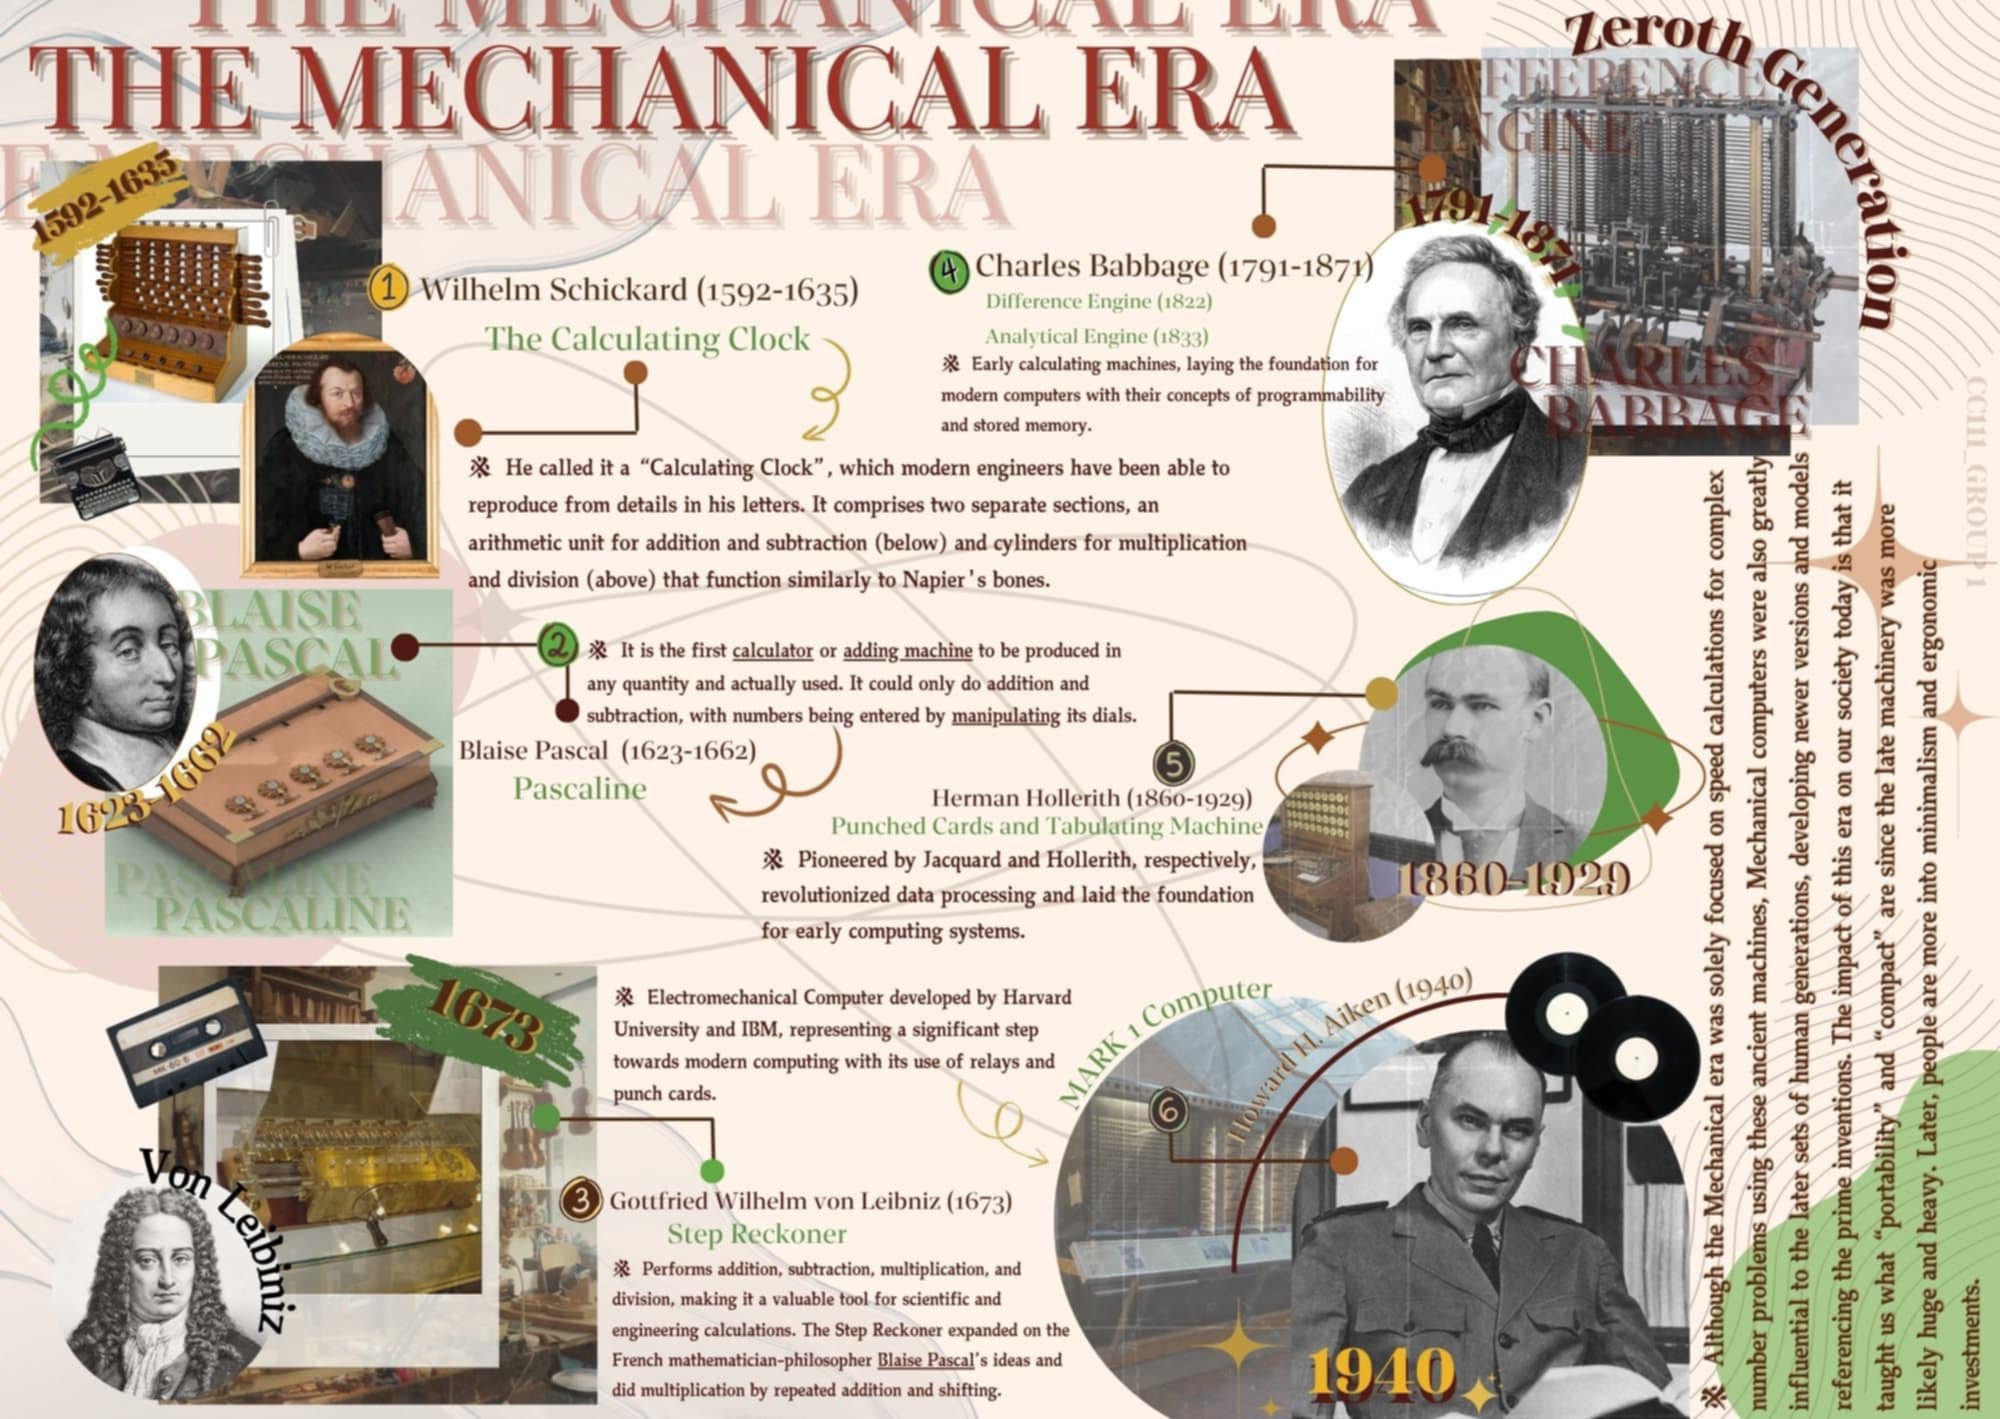 THE MECHANICAL ERA
THE MECHANICAL ERA
E MECHANICAL ERA
Zeroth Generation
1592-1635
1 Wilhelm Schickard (1592-1635)
The Calculating Clock
※ He called it a “Calculating Clock”, which modern engineers have been able to
reproduce from details in his letters. It comprises two separate sections, an
arithmetic unit for addition and subtraction (below) and cylinders for multiplication
and division (above) that function similarly to Napier's bones.
DIFFERENCE
ENGINE
1791-1871
CHARLES
BABBAGE
4 Charles Babbage (1791-1871)
Difference Engine (1822)
Analytical Engine (1833)
※ Early calculating machines, laying the foundation for
modern computers with their concepts of programmability
and stored memory.
BLAISE
PASCAL
1623-1662
PASCALINE
PASCALINE
2 ※ It is the first calculator or adding machine to be produced in
any quantity and actually used. It could only do addition and
subtraction, with numbers being entered by manipulating its dials.
Blaise Pascal (1623-1662)
Pascaline
5
Herman Hollerith (1860-1929)
Punched Cards and Tabulating Machine
※ Pioneered by Jacquard and Hollerith, respectively,
revolutionized data processing and laid the foundation
for early computing systems.
1860-1929
1673
Von Leibniz
※ Electromechanical Computer developed by Harvard
University and IBM, representing a significant step
towards modern computing with its use of relays and
punch cards.
MARK 1 Computer
Howard H. Aiken (1940)
6
1940
3 Gottfried Wilhelm von Leibniz (1673)
Step Reckoner
※ Performs addition, subtraction, multiplication, and
division, making it a valuable tool for scientific and
engineering calculations. The Step Reckoner expanded on the
French mathematician-philosopher Blaise Pascal's ideas and
did multiplication by repeated addition and shifting.
※ Although the Mechanical era was solely focused on speed calculations for complex
number problems using these ancient machines, Mechanical computers were also greatly
influential to the later sets of human generations, developing newer versions and models
referencing the prime inventions. The impact of this era on our society today is that it
taught us what “portability” and “compact” are since the late machinery was more
likely huge and heavy. Later, people are more into minimalism and ergonomic
investments.